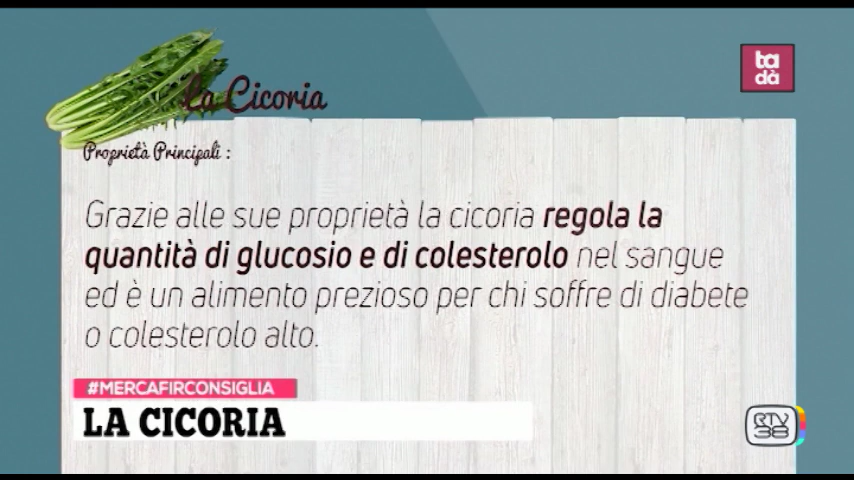 ta
dà
La Cicoria
Proprietà Principali :
Grazie alle sue proprietà la cicoria regola la
quantità di glucosio e di colesterolo nel sangue
ed è un alimento prezioso per chi soffre di diabete
o colesterolo alto.
#MERCAFIRCONSIGLIA
LA CICORIA
RTV
38